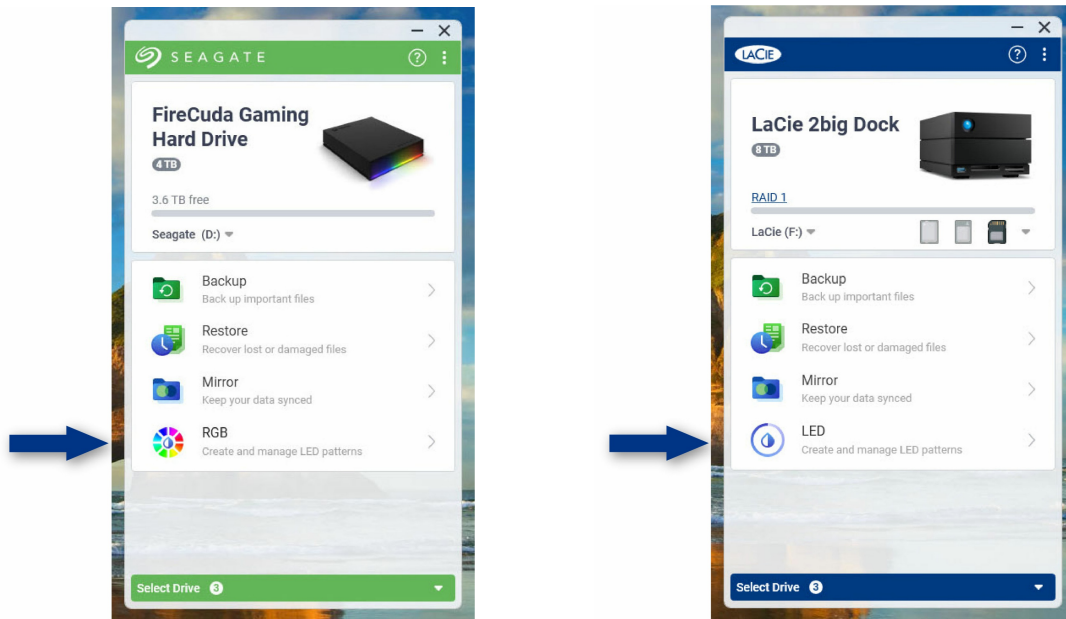 SEAGATE
FireCuda Gaming
Hard Drive
4 TB
3.6 TB free
Seagate (D:)
Backup
Back up important files
Restore
Recover lost or damaged files
Mirror
Keep your data synced
RGB
Create and manage LED patterns
Select Drive 3
LACIE
LaCie 2big Dock
8 TB
RAID 1
LaCie (F:)
Backup
Back up important files
Restore
Recover lost or damaged files
Mirror
Keep your data synced
LED
Create and manage LED patterns
Select Drive 3